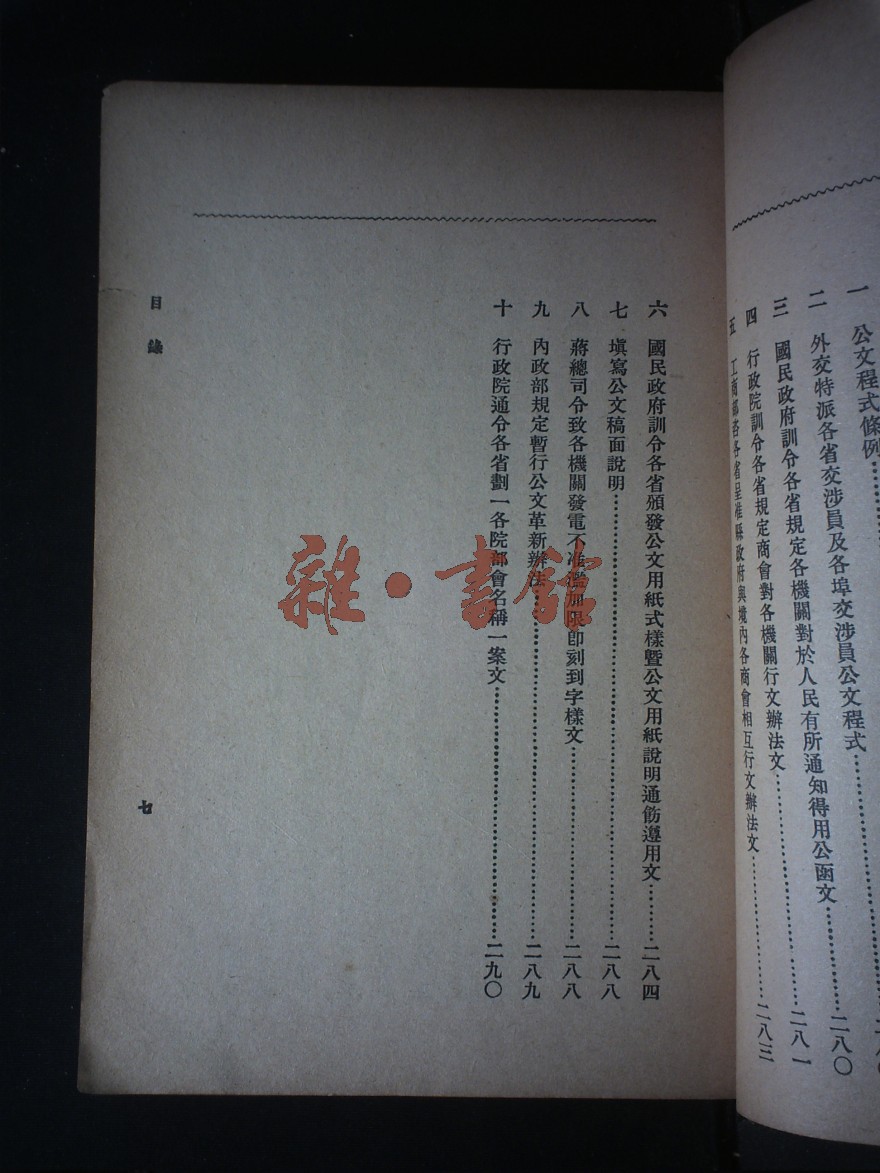 一 公文程式條例
二 外交特派各省交涉員及各埠交涉員公文程式……二八〇
三 國民政府訓令各省規定各機關對於人民有所通知得用公函文……二八一
四 行政院訓令各省規定商會對各機關行文辦法文
五 工商部咨各省呈准縣政府與境內各商會相互行文辦法文……二八三
六 國民政府訓令各省頒發公文用紙式樣暨公文用紙說明通飭遵用文……二八四
七 填寫公文稿面說明……二八八
八 蔣總司令致各機關發電不准濫加限卽刻到字樣文……二八八
九 內政部規定暫行公文革新辦法……二八九
十 行政院通令各省劃一各院部會名稱一案文……二九〇
目錄
七
雜·書館